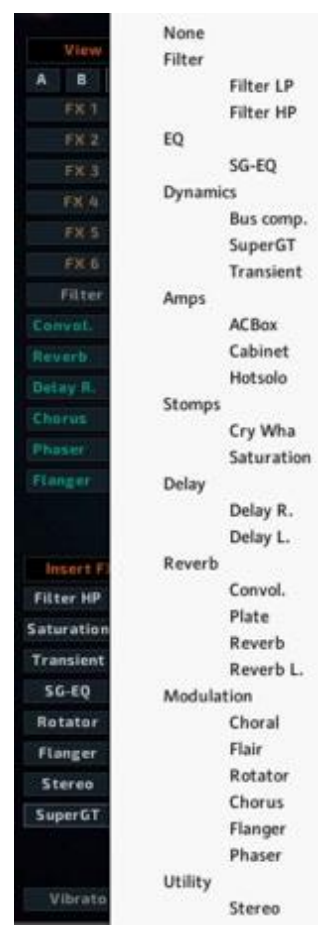 View
A B
FX 1
FX 2
FX 3
FX 4
FX 5
FX 6
Filter
Convol.
Reverb
Delay R.
Chorus
Phaser
Flanger
Insert F
Filter HP
Saturation
Transient
SG-EQ
Rotator
Flanger
Stereo
SuperGT
Vibrato
None
Filter
Filter LP
Filter HP
EQ
SG-EQ
Dynamics
Bus comp.
SuperGT
Transient
Amps
ACBox
Cabinet
Hotsolo
Stomps
Cry Wha
Saturation
Delay
Delay R.
Delay L.
Reverb
Convol.
Plate
Reverb
Reverb L.
Modulation
Choral
Flair
Rotator
Chorus
Flanger
Phaser
Utility
Stereo